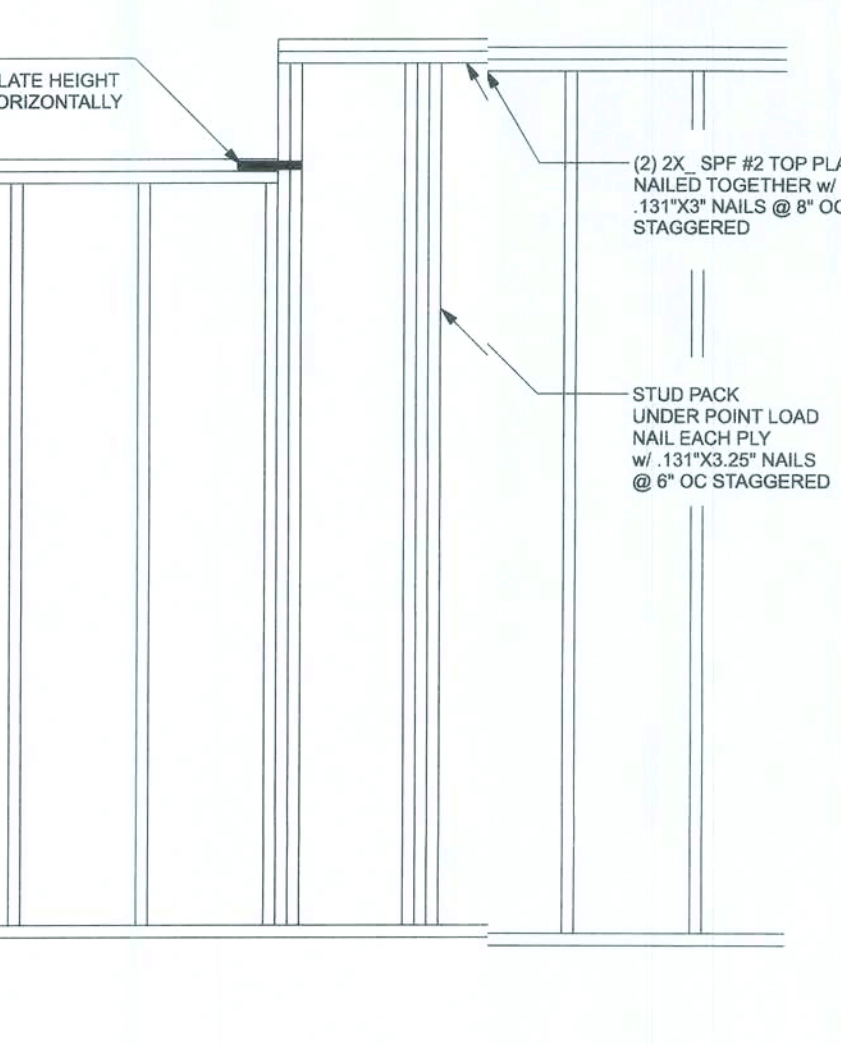 LATE HEIGHT
ORIZONTALLY
(2) 2X_ SPF #2 TOP PLA
NAILED TOGETHER w/
.131"X3" NAILS @ 8" OC
STAGGERED
STUD PACK
UNDER POINT LOAD
NAIL EACH PLY
w/ .131"X3.25" NAILS
@ 6" OC STAGGERED